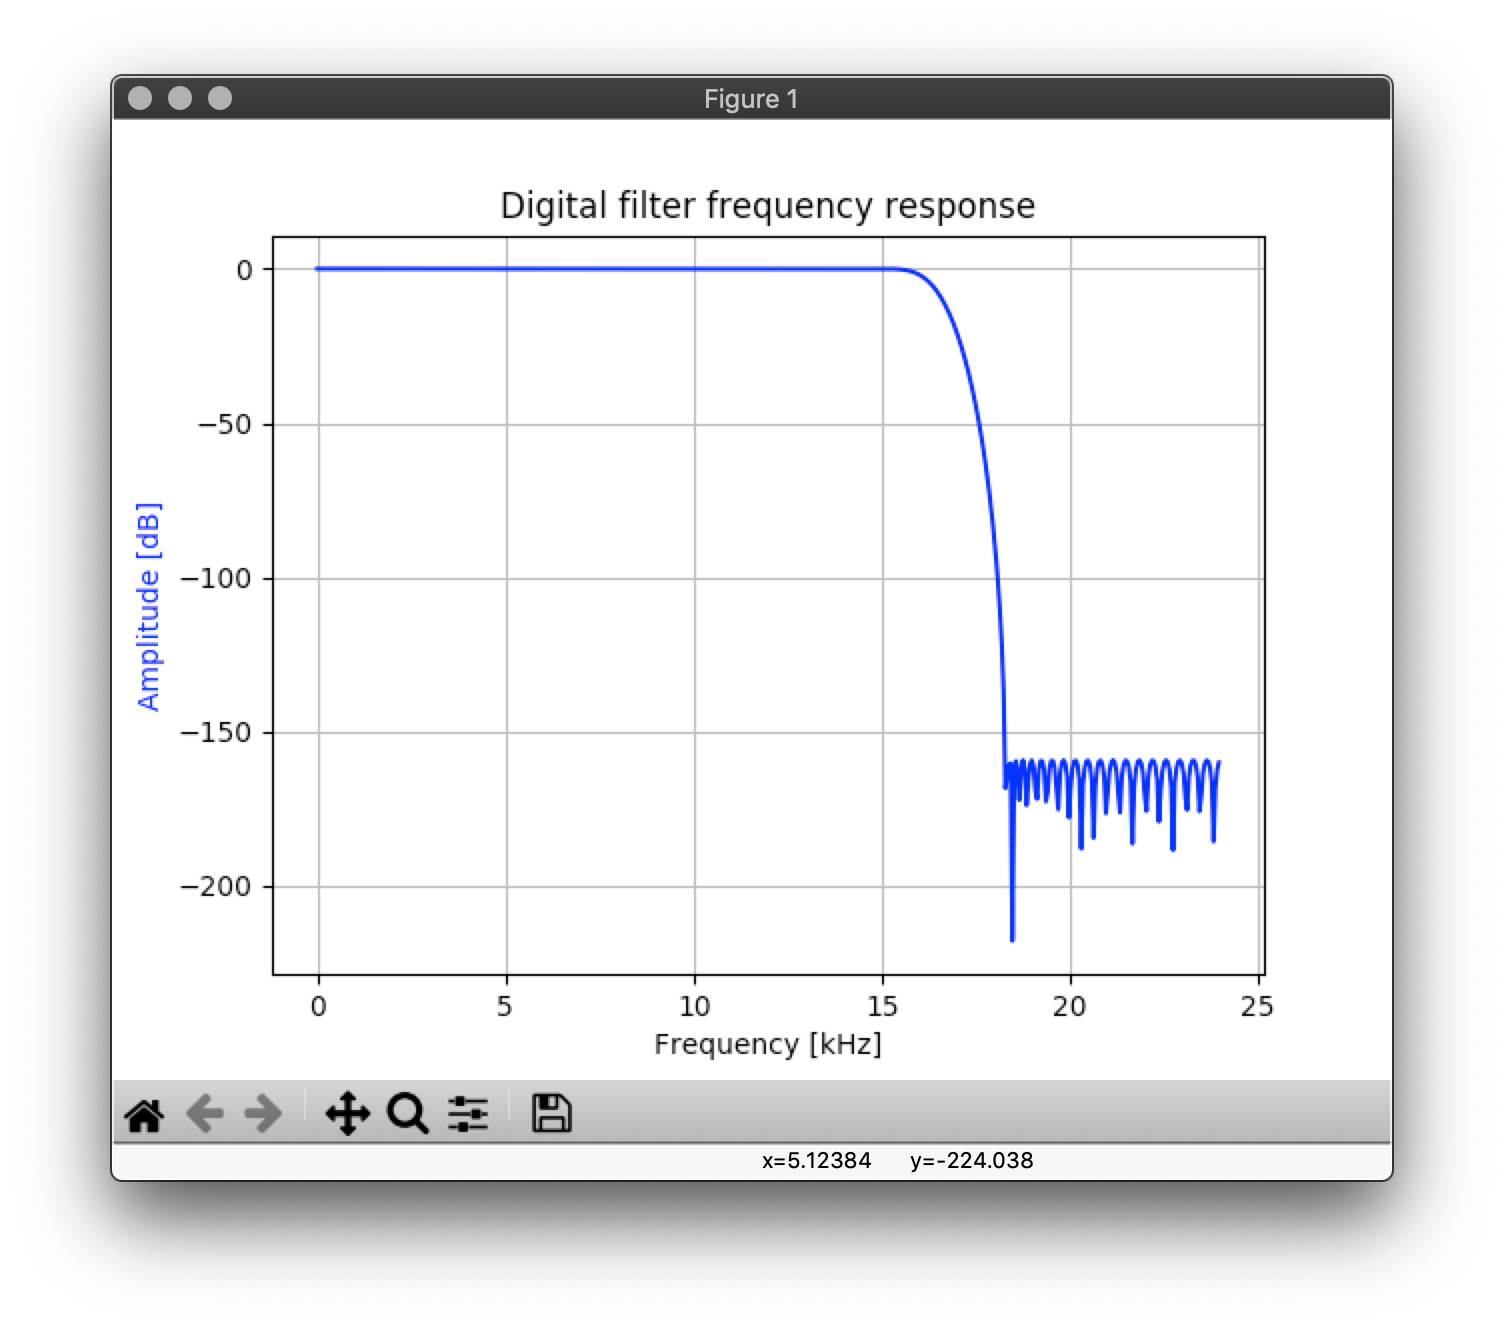 Figure 1
Digital filter frequency response
0
−50
−100
−150
−200
Amplitude [dB]
0 5 10 15 20 25
Frequency [kHz]
x=5.12384 y=-224.038